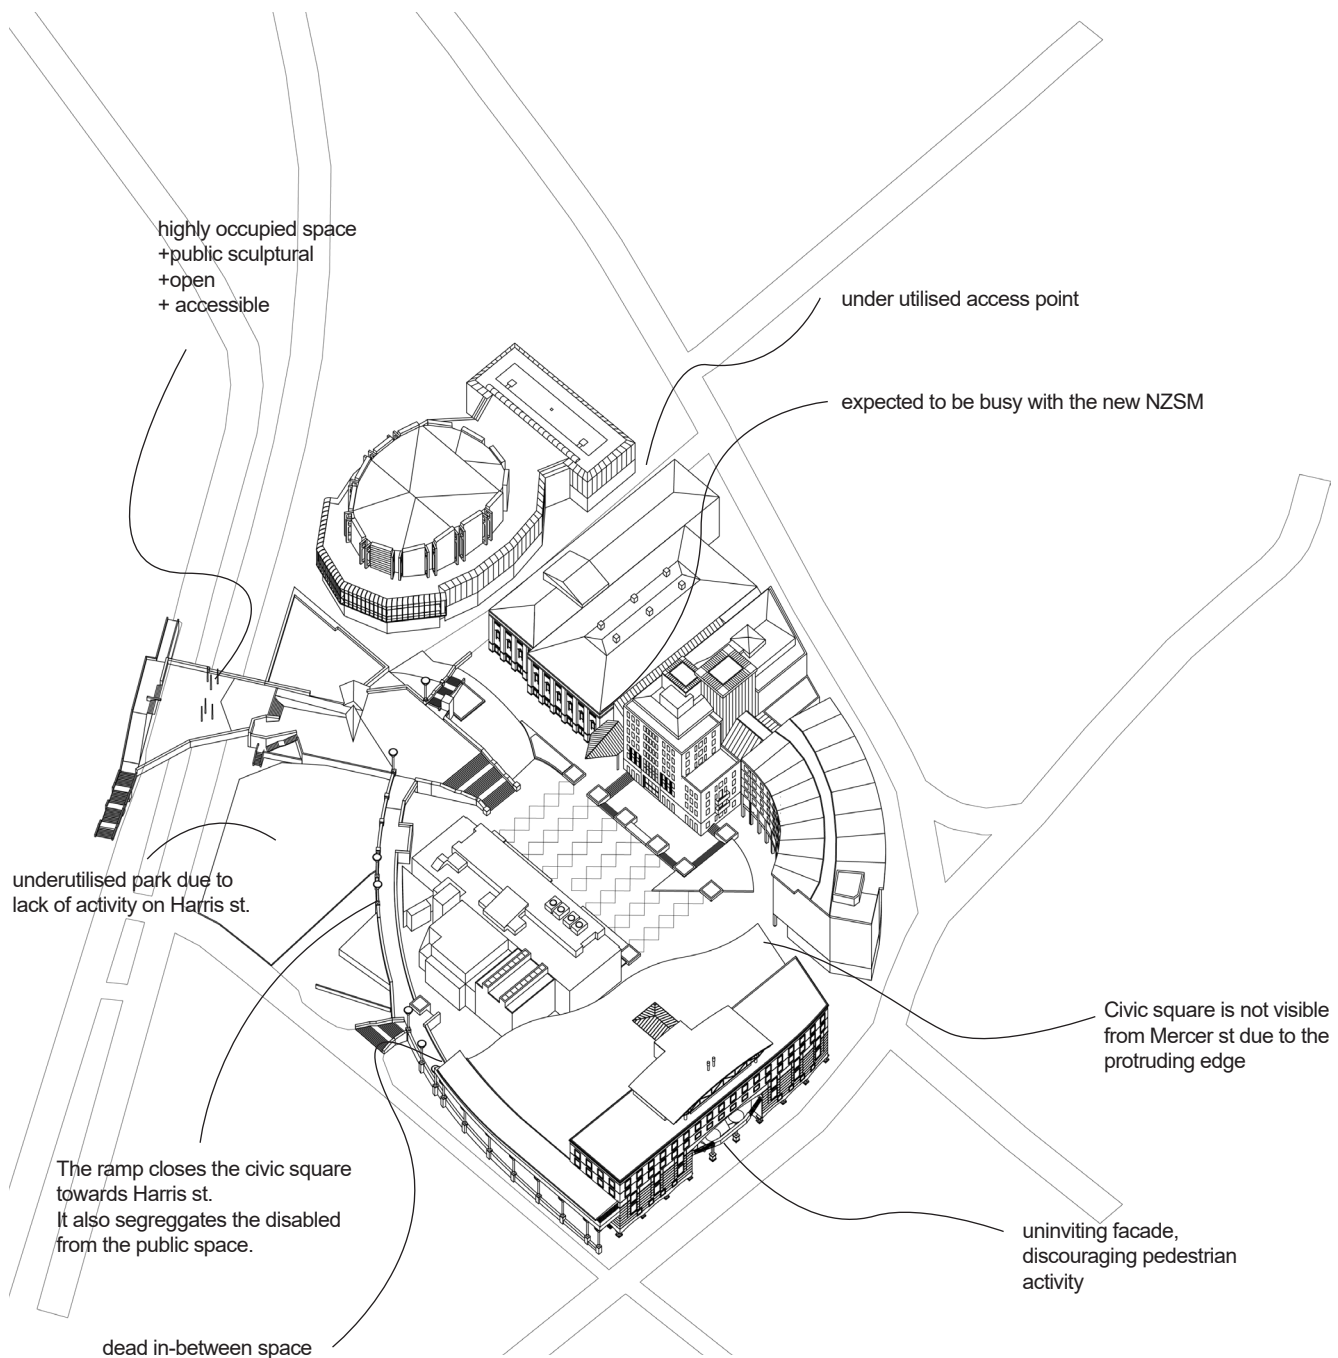 highly occupied space
+public sculptural
+open
+ accessible
under utilised access point
expected to be busy with the new NZSM
underutilised park due to
lack of activity on Harris st.
Civic square is not visible
from Mercer st due to the
protruding edge
The ramp closes the civic square
towards Harris st.
It also segreggates the disabled
from the public space.
uninviting facade,
discouraging pedestrian
activity
dead in-between space